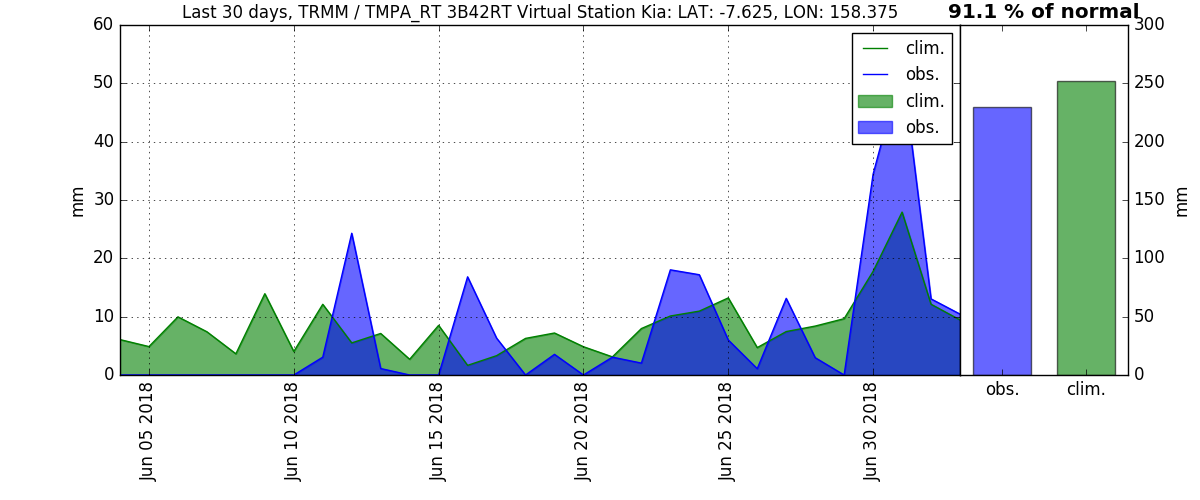 Last 30 days, TRMM / TMPA_RT 3B42RT Virtual Station Kia: LAT: -7.625, LON: 158.375
91.1 % of normal
60
50
40
30
20
10
0
mm
clim.
obs.
clim.
obs.
Jun 05 2018
Jun 10 2018
Jun 15 2018
Jun 20 2018
Jun 25 2018
Jun 30 2018
300
250
200
150
100
50
0
mm
obs.
clim.